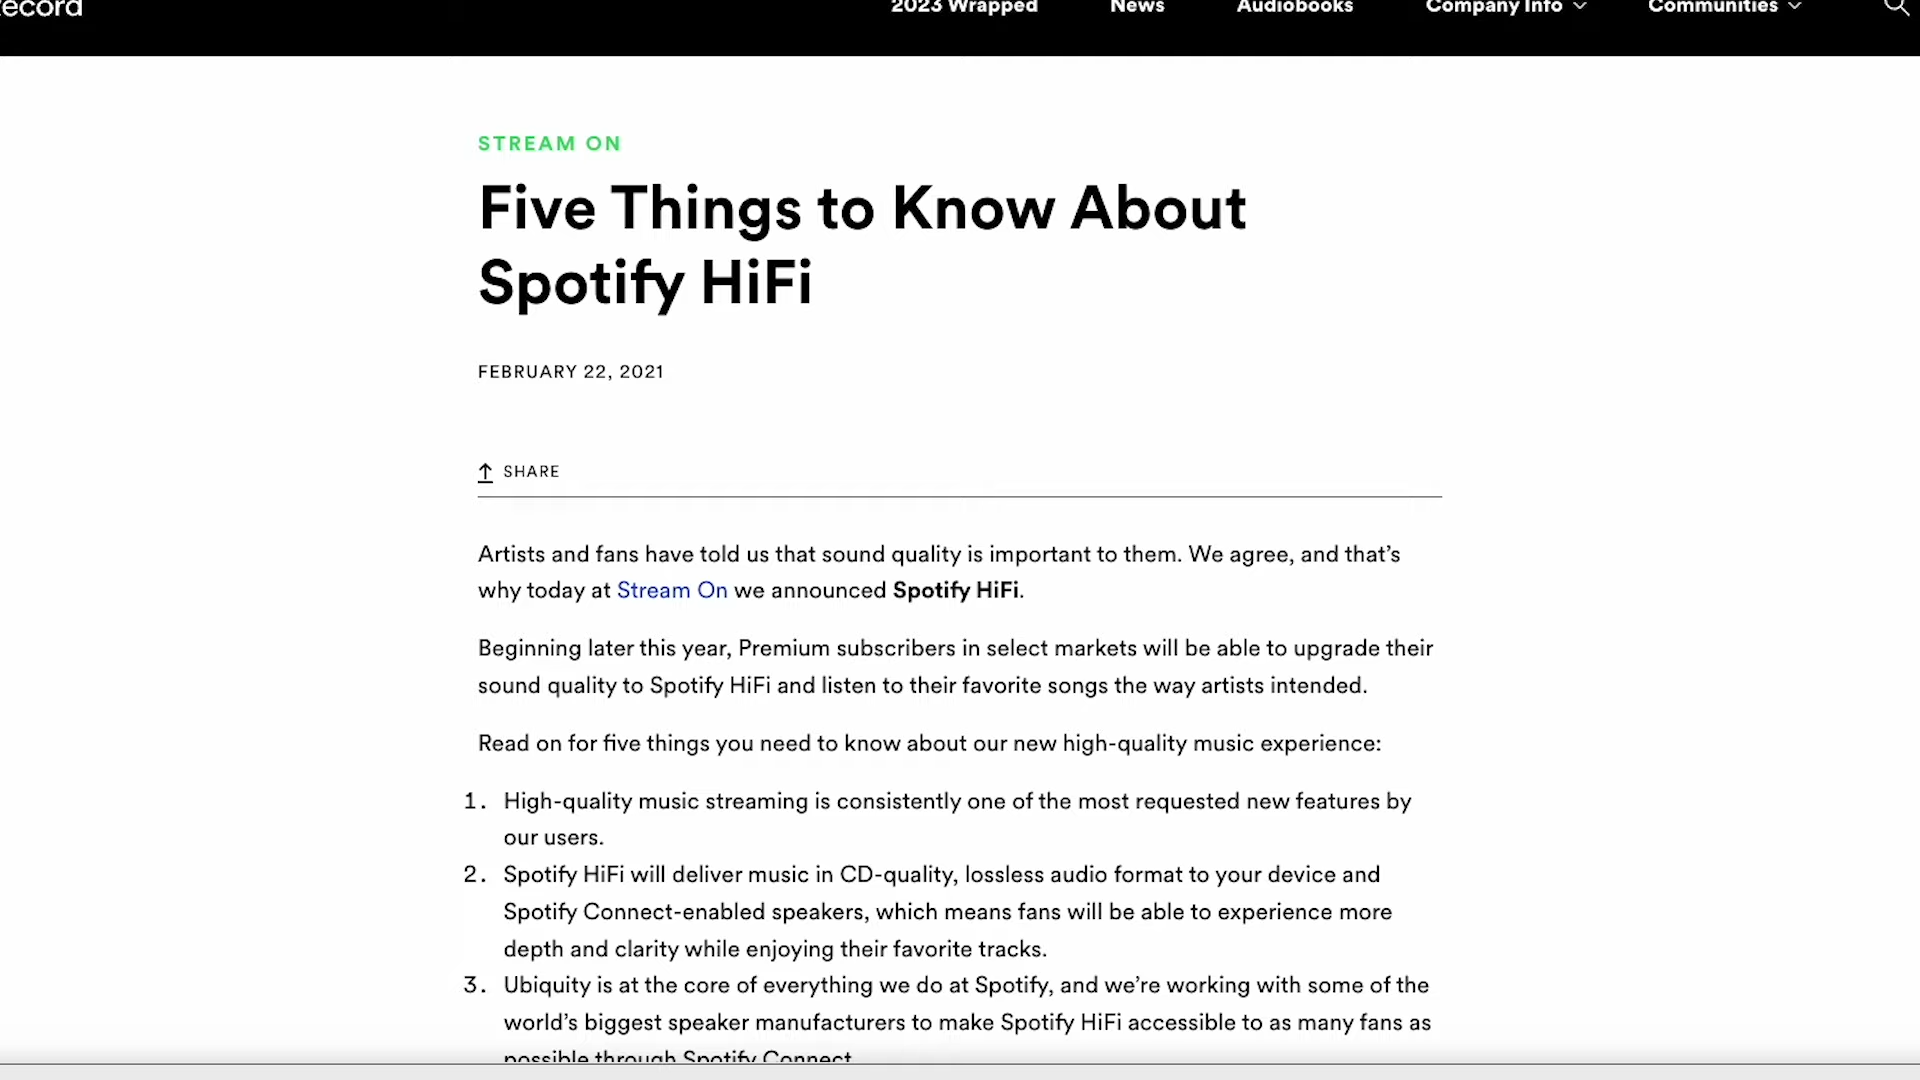 ecord
2023 Wrapped News Audiobooks Company Info Communities
STREAM ON
Five Things to Know About
Spotify HiFi
FEBRUARY 22, 2021
SHARE
Artists and fans have told us that sound quality is important to them. We agree, and that’s
why today at Stream On we announced Spotify HiFi.
Beginning later this year, Premium subscribers in select markets will be able to upgrade their
sound quality to Spotify HiFi and listen to their favorite songs the way artists intended.
Read on for five things you need to know about our new high-quality music experience:
1. High-quality music streaming is consistently one of the most requested new features by
our users.
2. Spotify HiFi will deliver music in CD-quality, lossless audio format to your device and
Spotify Connect-enabled speakers, which means fans will be able to experience more
depth and clarity while enjoying their favorite tracks.
3. Ubiquity is at the core of everything we do at Spotify, and we’re working with some of the
world’s biggest speaker manufacturers to make Spotify HiFi accessible to as many fans as
possible through Spotify Connect